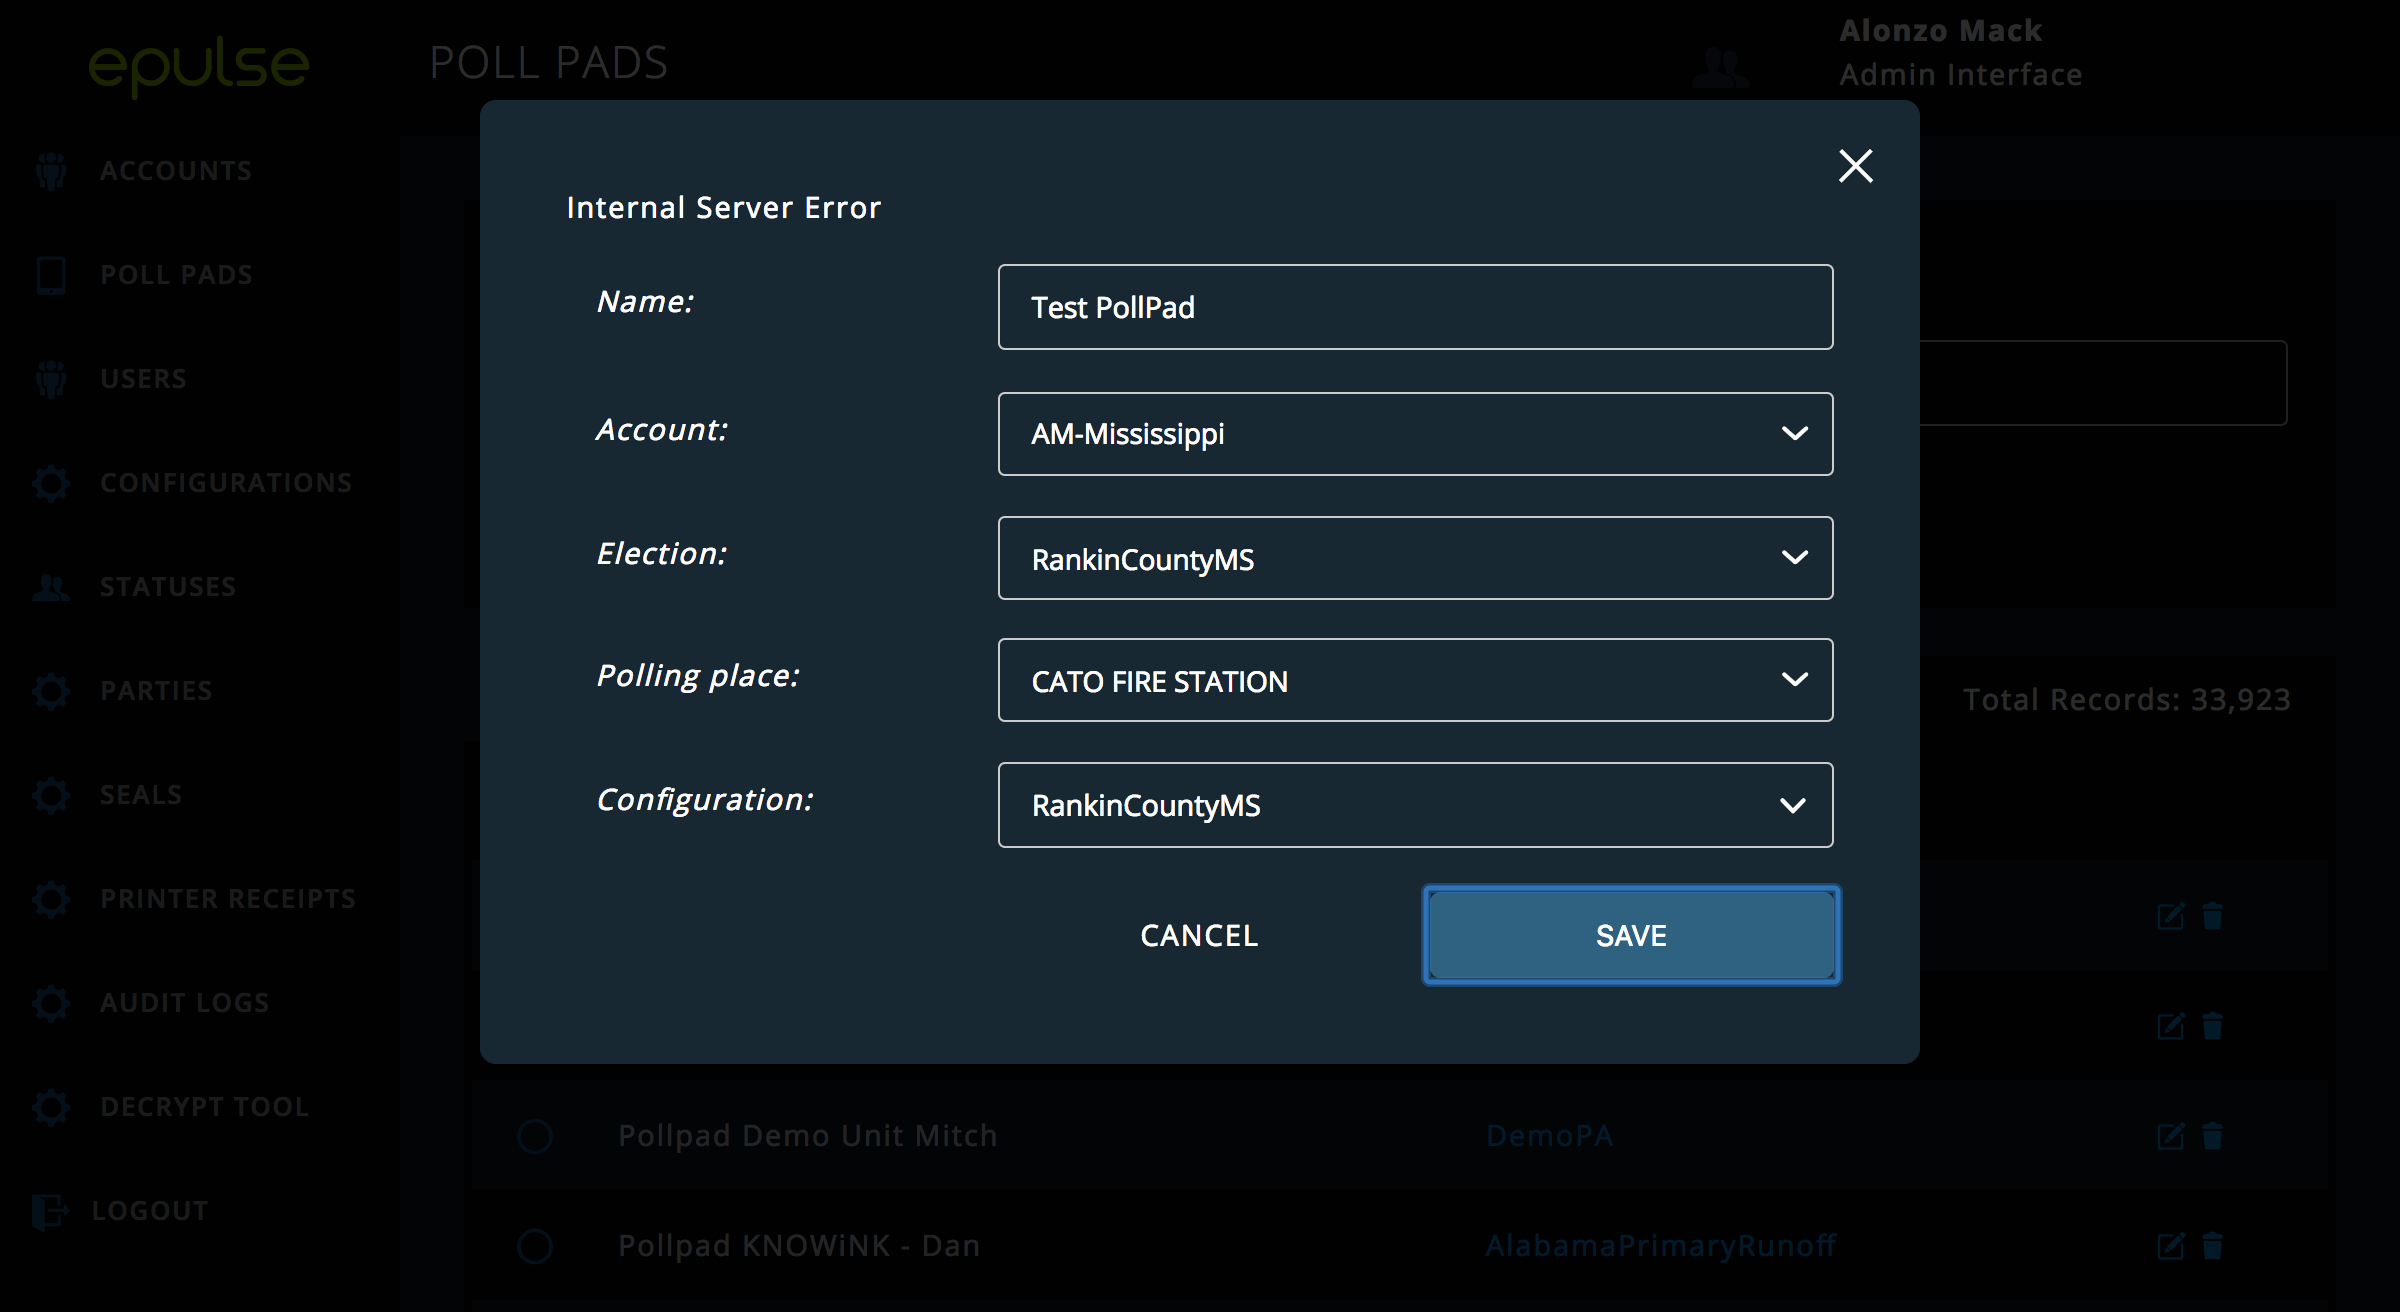 epulse
POLL PADS
Alonzo Mack
Admin Interface
ACCOUNTS
POLL PADS
USERS
CONFIGURATIONS
STATUSES
PARTIES
SEALS
PRINTER RECEIPTS
AUDIT LOGS
DECRYPT TOOL
LOGOUT
Internal Server Error
Name:
Test PollPad
Account:
AM-Mississippi
Election:
RankinCountyMS
Polling place:
CATO FIRE STATION
Configuration:
RankinCountyMS
CANCEL
SAVE
Total Records: 33,923
Pollpad Demo Unit Mitch
DemoPA
Pollpad KNOWiNK - Dan
AlabamaPrimaryRunoff